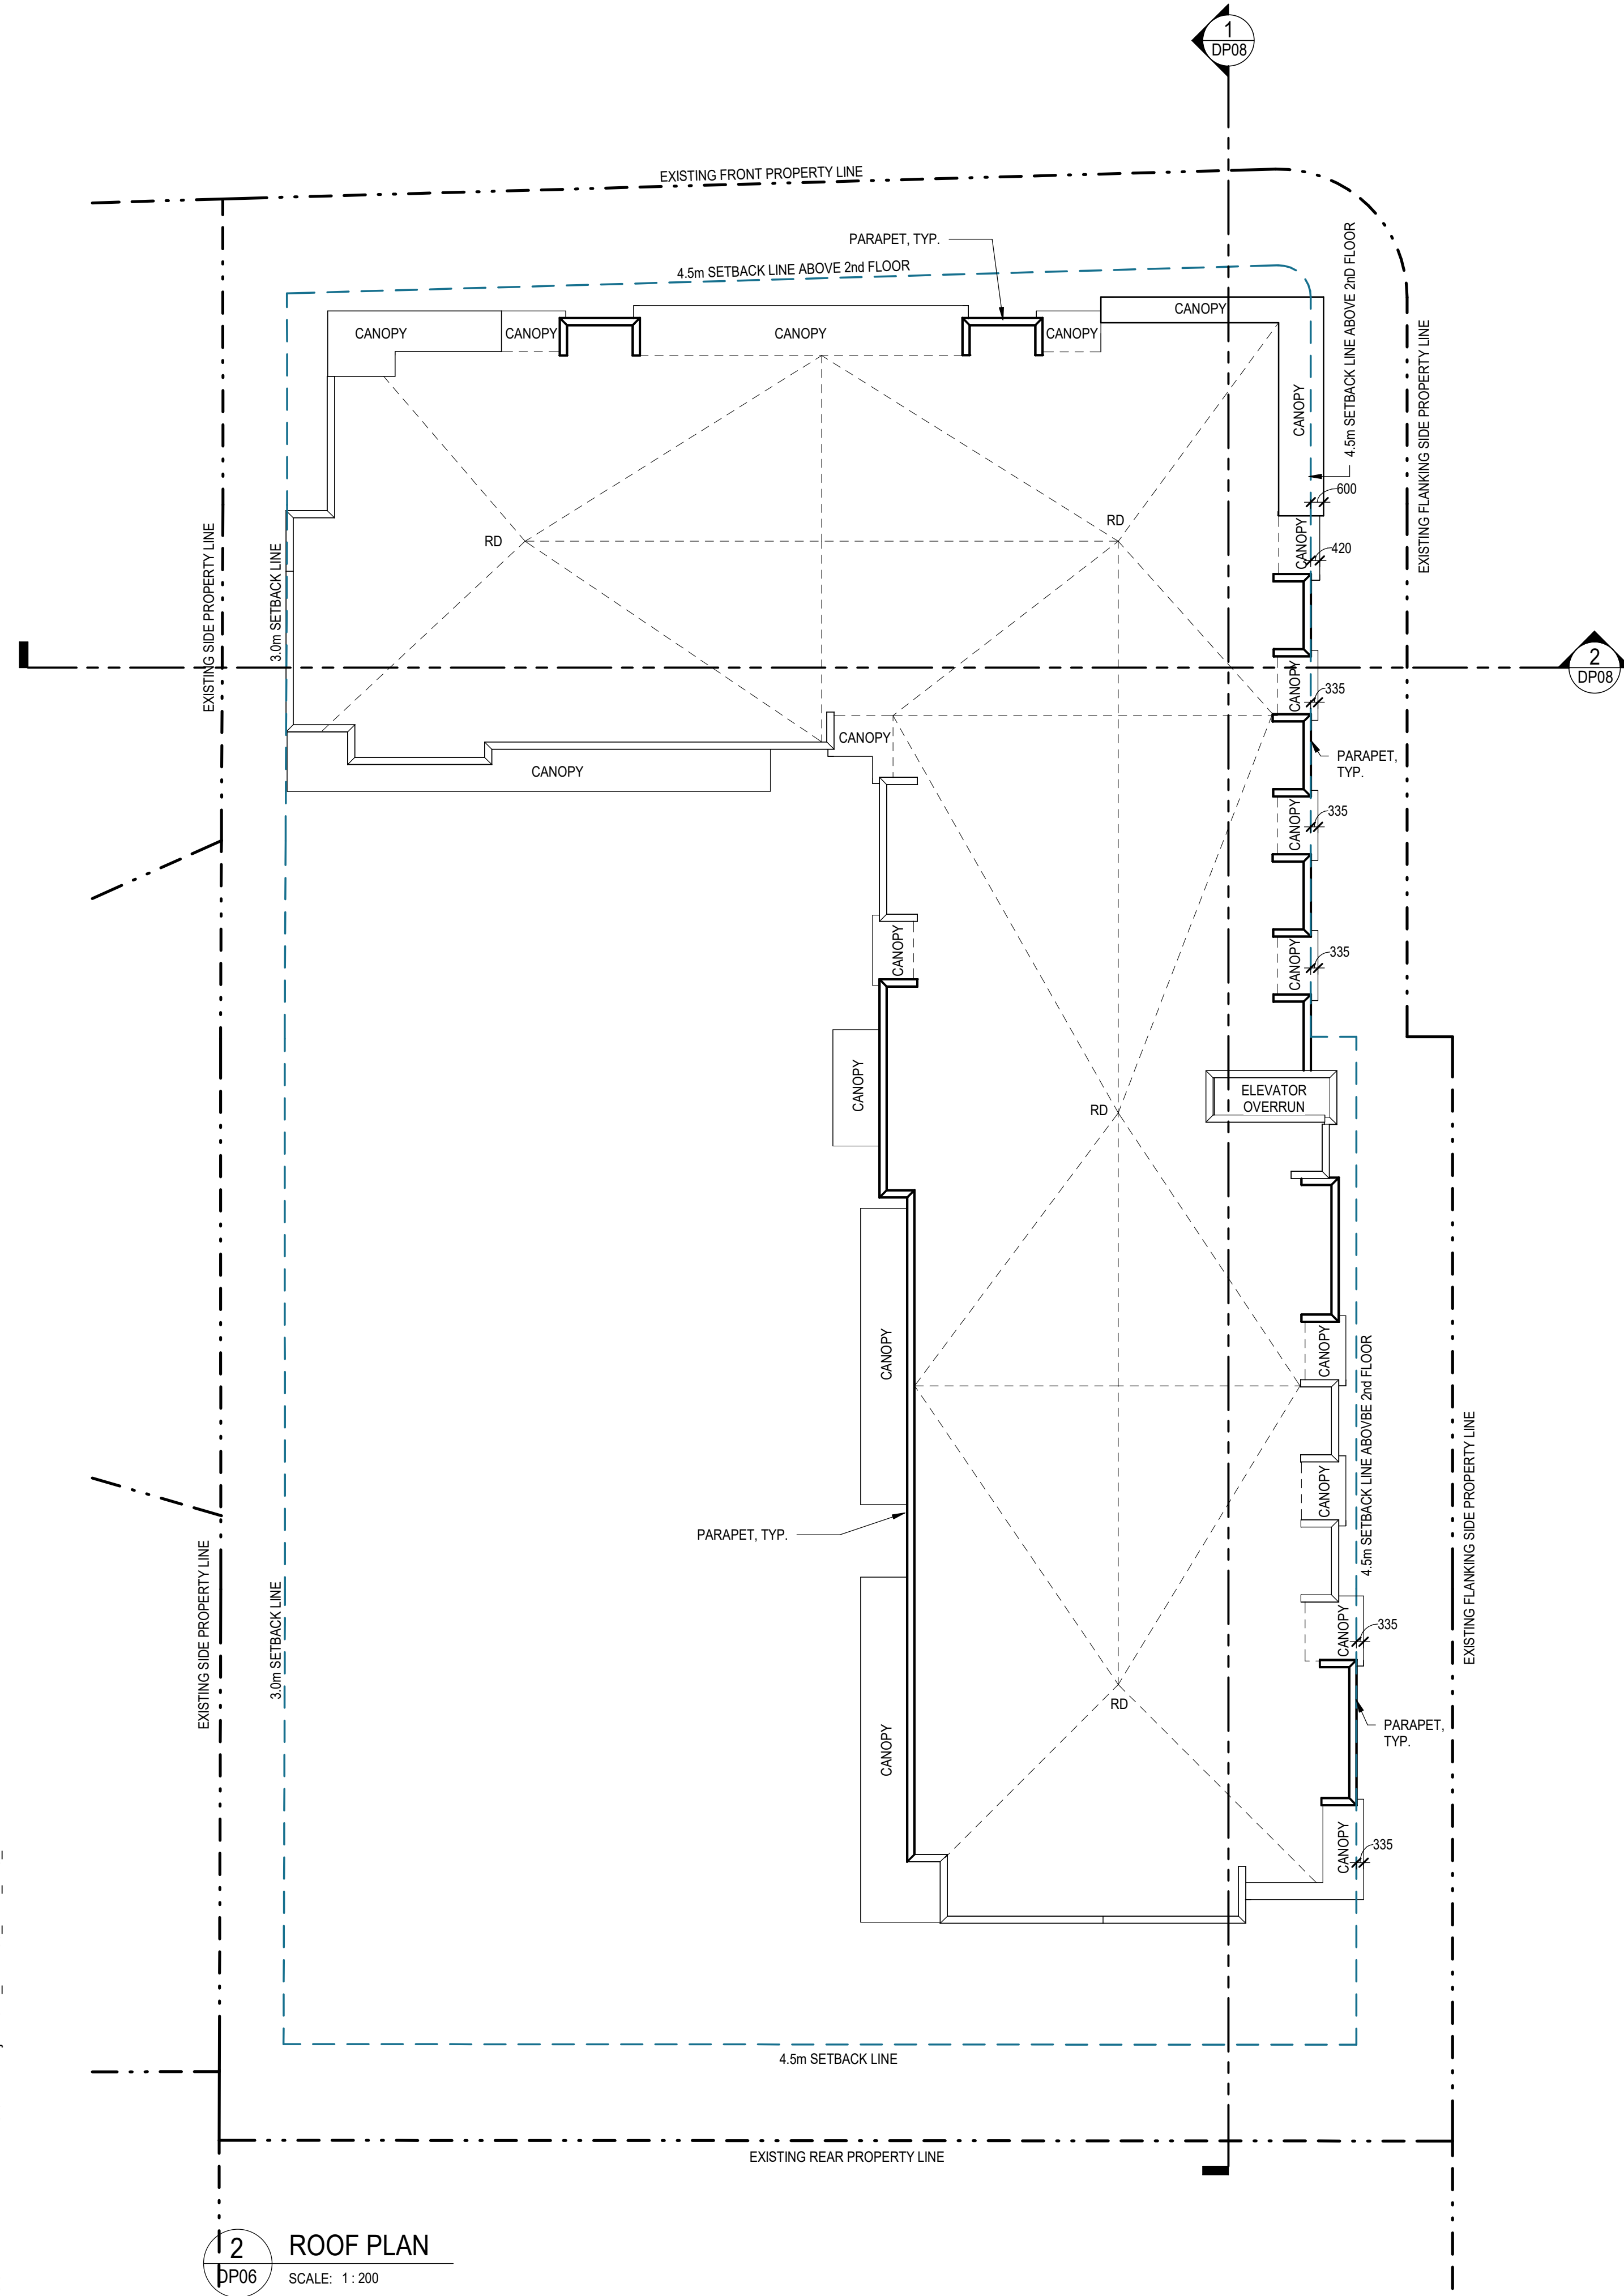 1
DP08
EXISTING FRONT PROPERTY LINE
PARAPET, TYP.
4.5m SETBACK LINE ABOVE 2nd FLOOR
4.5m SETBACK LINE ABOVE 2nD FLOOR
EXISTING FLANKING SIDE PROPERTY LINE
CANOPY
CANOPY
CANOPY
CANOPY
CANOPY
CANOPY
600
RD
RD
CANOPY
420
EXISTING SIDE PROPERTY LINE
3.0m SETBACK LINE
2
DP08
CANOPY
335
CANOPY
CANOPY
PARAPET,
TYP.
CANOPY
335
CANOPY
CANOPY
335
CANOPY
ELEVATOR
OVERRUN
RD
CANOPY
CANOPY
4.5m SETBACK LINE ABOVBE 2nd FLOOR
EXISTING FLANKING SIDE PROPERTY LINE
CANOPY
PARAPET, TYP.
EXISTING SIDE PROPERTY LINE
3.0m SETBACK LINE
CANOPY
335
RD
PARAPET,
TYP.
CANOPY
CANOPY
335
4.5m SETBACK LINE
EXISTING REAR PROPERTY LINE
2
DP06
ROOF PLAN
SCALE: 1 : 200